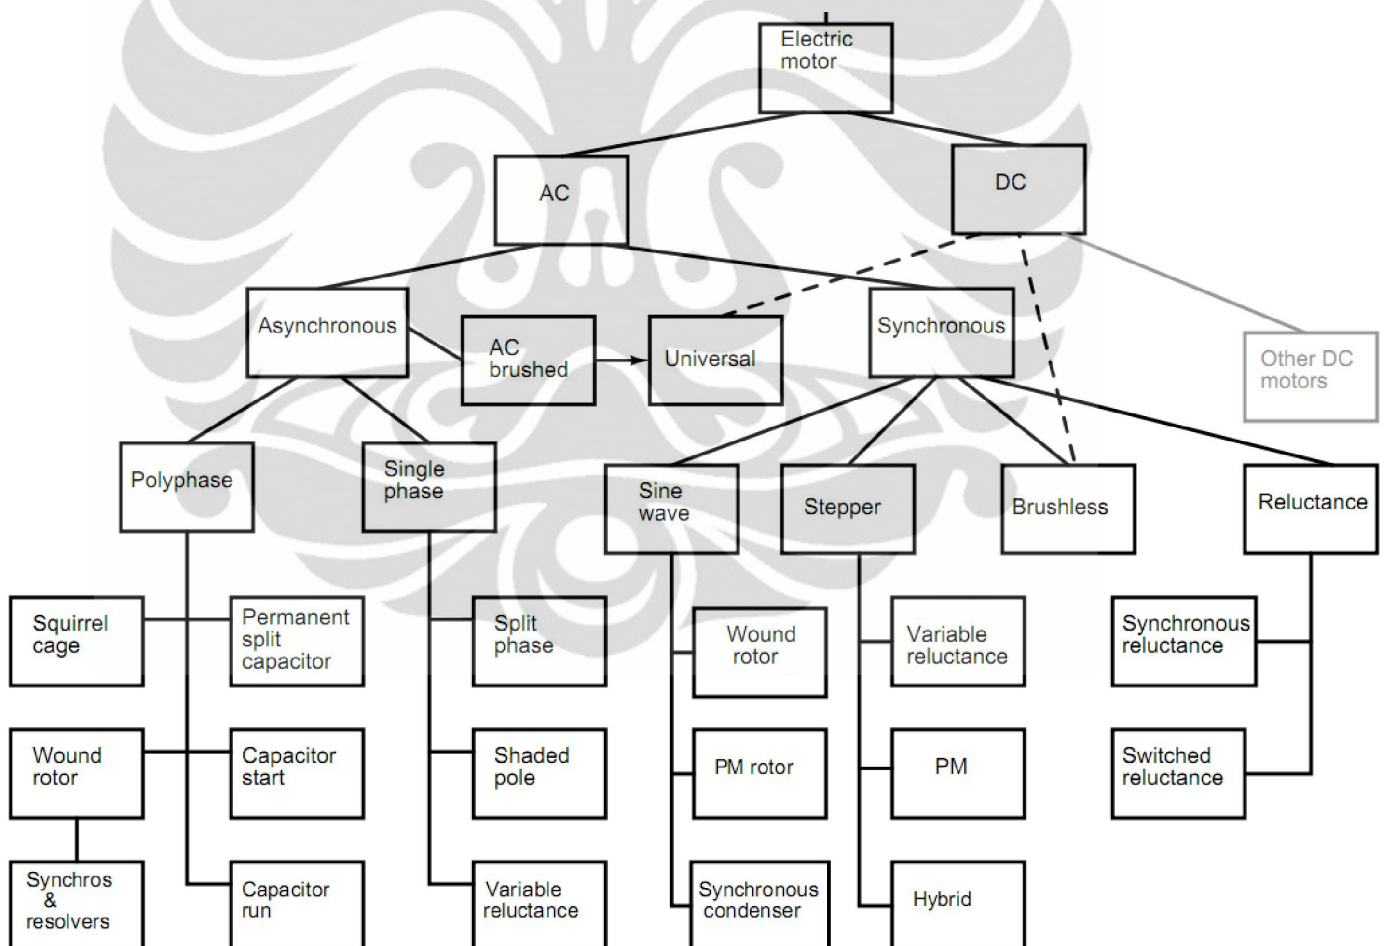 Electric
motor
AC
DC
Asynchronous
AC
brushed
Universal
Synchronous
Other DC
motors
Polyphase
Single
phase
Sine
wave
Stepper
Brushless
Reluctance
Squirrel
cage
Permanent
split
capacitor
Split
phase
Wound
rotor
Variable
reluctance
Synchronous
reluctance
Wound
rotor
Capacitor
start
Shaded
pole
PM rotor
PM
Switched
reluctance
Synchros
&
resolvers
Capacitor
run
Variable
reluctance
Synchronous
condenser
Hybrid